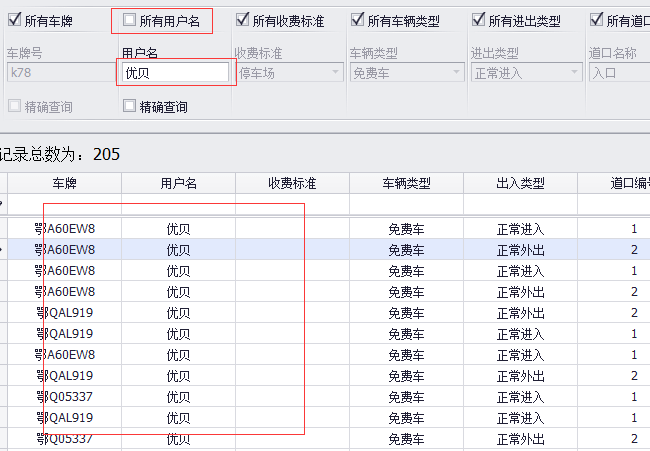 所有车牌 所有用户名 所有收费标准 所有车辆类型 所有进出类型 所有道口
车牌号 用户名 收费标准 车辆类型 进出类型 道口名称
k78 优贝 停车场 免费车 正常进入 入口
精确查询 精确查询
记录总数为：205
车牌 用户名 收费标准 车辆类型 出入类型 道口编号
鄂A60EW8 优贝 免费车 正常进入 1
鄂A60EW8 优贝 免费车 正常外出 2
鄂A60EW8 优贝 免费车 正常进入 1
鄂A60EW8 优贝 免费车 正常外出 2
鄂QAL919 优贝 免费车 正常外出 2
鄂QAL919 优贝 免费车 正常进入 1
鄂A60EW8 优贝 免费车 正常进入 1
鄂QAL919 优贝 免费车 正常外出 2
鄂Q05337 优贝 免费车 正常进入 1
鄂QAL919 优贝 免费车 正常进入 1
鄂Q05337 优贝 免费车 正常外出 2